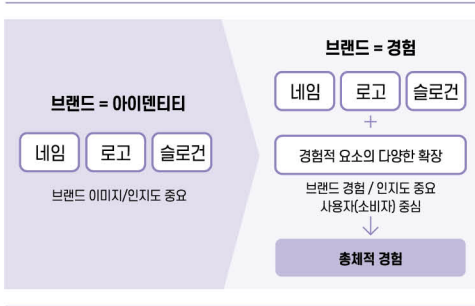 브랜드 = 아이덴티티
네임 로고 슬로건
브랜드 이미지/인지도 중요
브랜드 = 경험
네임 로고 슬로건
+
경험적 요소의 다양한 확장
브랜드 경험 / 인지도 중요
사용자(소비자) 중심
총체적 경험